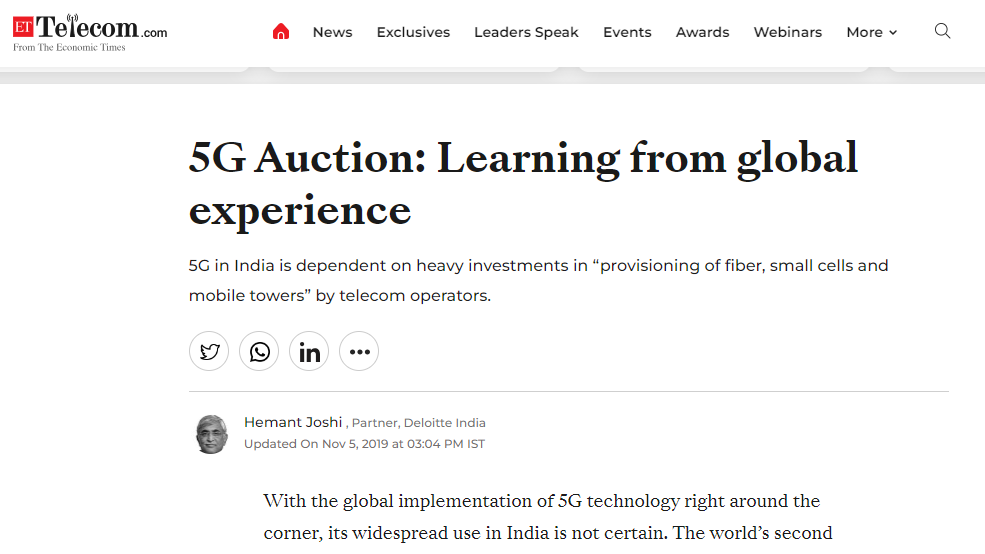 ET Telecom.com
From The Economic Times
News Exclusives Leaders Speak Events Awards Webinars More
5G Auction: Learning from global
experience
5G in India is dependent on heavy investments in “provisioning of fiber, small cells and
mobile towers” by telecom operators.
in
Hemant Joshi , Partner, Deloitte India
Updated On Nov 5, 2019 at 03:04 PM IST
With the global implementation of 5G technology right around the
corner, its widespread use in India is not certain. The world’s second